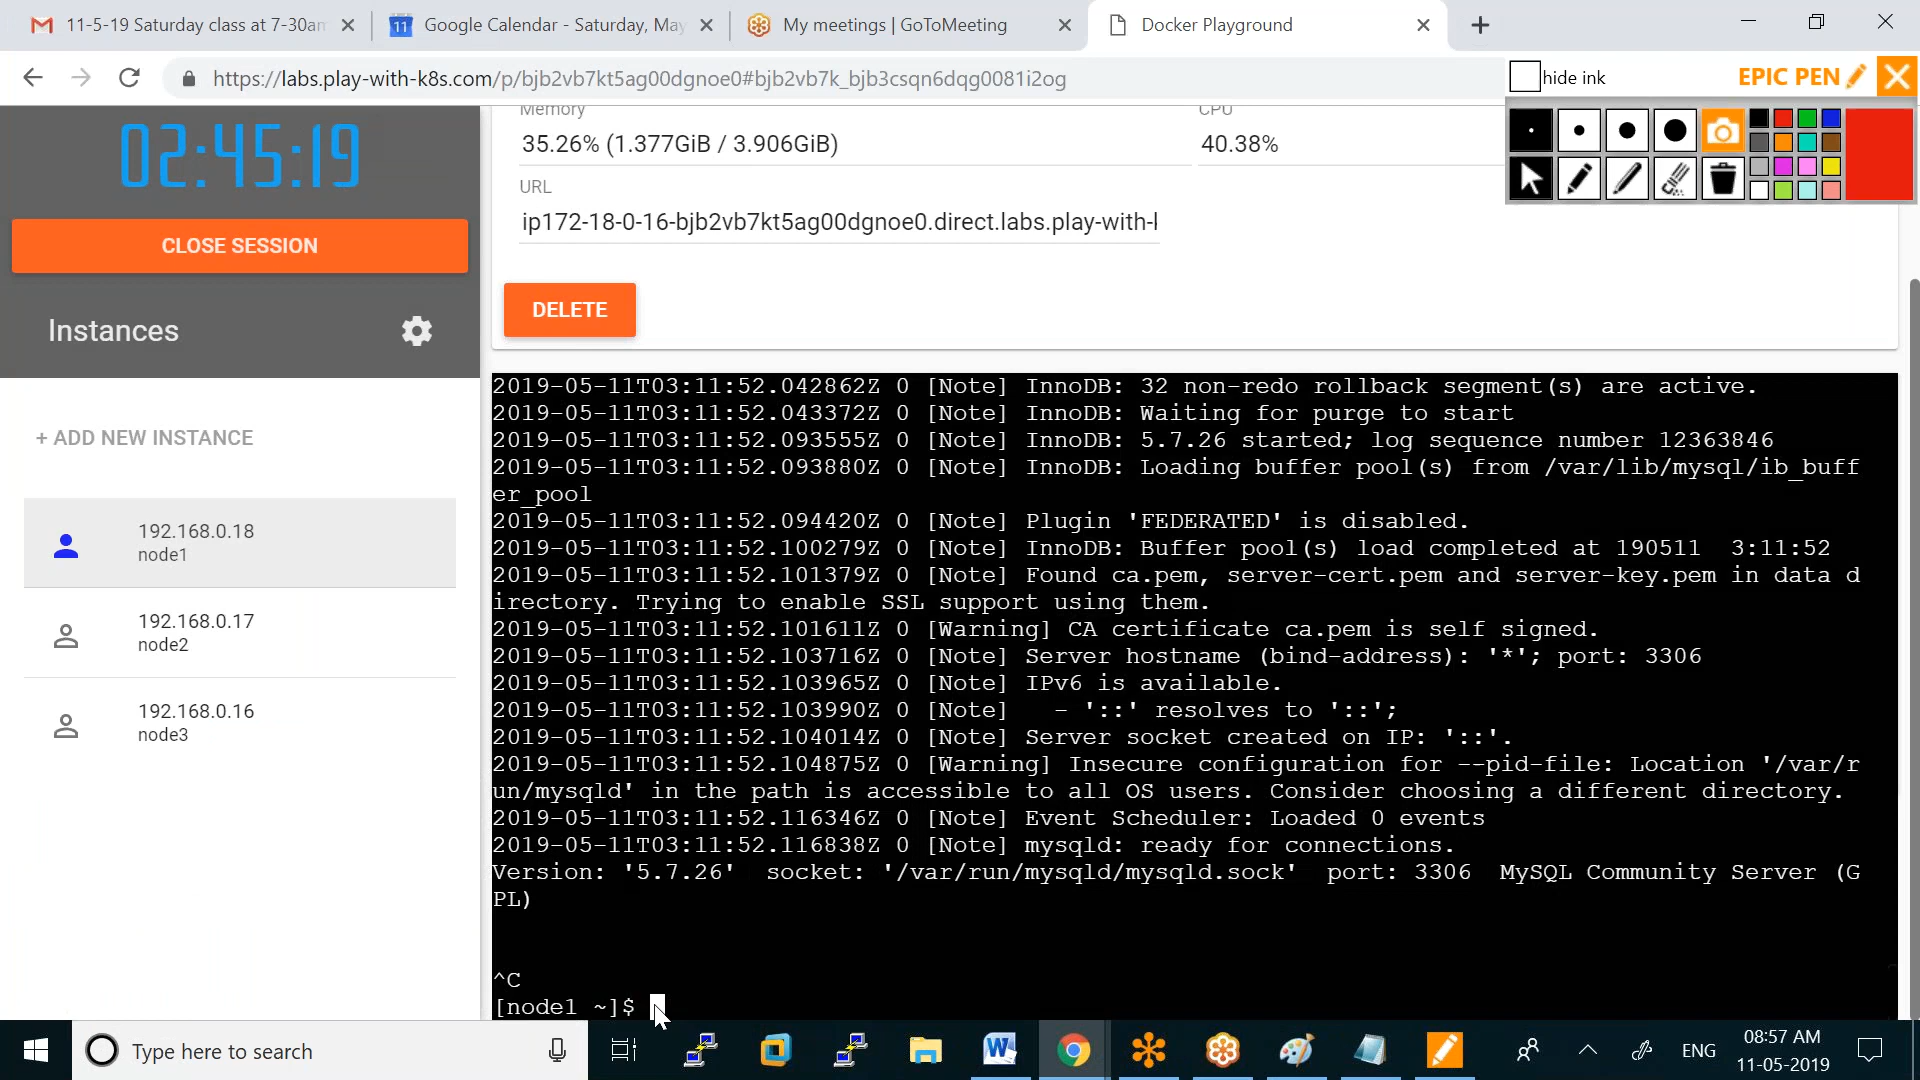 11-5-19 Saturday class at 7-30am
Google Calendar - Saturday, May
My meetings | GoToMeeting
Docker Playground
https://labs.play-with-k8s.com/p/bjb2vb7kt5ag00dgnoe0#bjb2vb7k_bjb3csqn6dqg0081i2og
hide ink
EPIC PEN
02:45:19
CLOSE SESSION
Instances
+ ADD NEW INSTANCE
192.168.0.18
node1
192.168.0.17
node2
192.168.0.16
node3
Memory
35.26% (1.377GiB / 3.906GiB)
CPU
40.38%
URL
ip172-18-0-16-bjb2vb7kt5ag00dgnoe0.direct.labs.play-with-k
DELETE
2019-05-11T03:11:52.042862Z 0 [Note] InnoDB: 32 non-redo rollback segment(s) are active.
2019-05-11T03:11:52.043372Z 0 [Note] InnoDB: Waiting for purge to start
2019-05-11T03:11:52.093555Z 0 [Note] InnoDB: 5.7.26 started; log sequence number 12363846
2019-05-11T03:11:52.093880Z 0 [Note] InnoDB: Loading buffer pool(s) from /var/lib/mysql/ib_buff
er_pool
2019-05-11T03:11:52.094420Z 0 [Note] Plugin 'FEDERATED' is disabled.
2019-05-11T03:11:52.100279Z 0 [Note] InnoDB: Buffer pool(s) load completed at 190511  3:11:52
2019-05-11T03:11:52.101379Z 0 [Note] Found ca.pem, server-cert.pem and server-key.pem in data d
irectory. Trying to enable SSL support using them.
2019-05-11T03:11:52.101611Z 0 [Warning] CA certificate ca.pem is self signed.
2019-05-11T03:11:52.103716Z 0 [Note] Server hostname (bind-address): '*'; port: 3306
2019-05-11T03:11:52.103965Z 0 [Note] IPv6 is available.
2019-05-11T03:11:52.103990Z 0 [Note]   - '::' resolves to '::';
2019-05-11T03:11:52.104014Z 0 [Note] Server socket created on IP: '::'.
2019-05-11T03:11:52.104875Z 0 [Warning] Insecure configuration for --pid-file: Location '/var/r
un/mysqld' in the path is accessible to all OS users. Consider choosing a different directory.
2019-05-11T03:11:52.116346Z 0 [Note] Event Scheduler: Loaded 0 events
2019-05-11T03:11:52.116838Z 0 [Note] mysqld: ready for connections.
Version: '5.7.26'  socket: '/var/run/mysqld/mysqld.sock'  port: 3306  MySQL Community Server (G
PL)
^C
[node1 ~]$
Type here to search
ENG
08:57 AM
11-05-2019